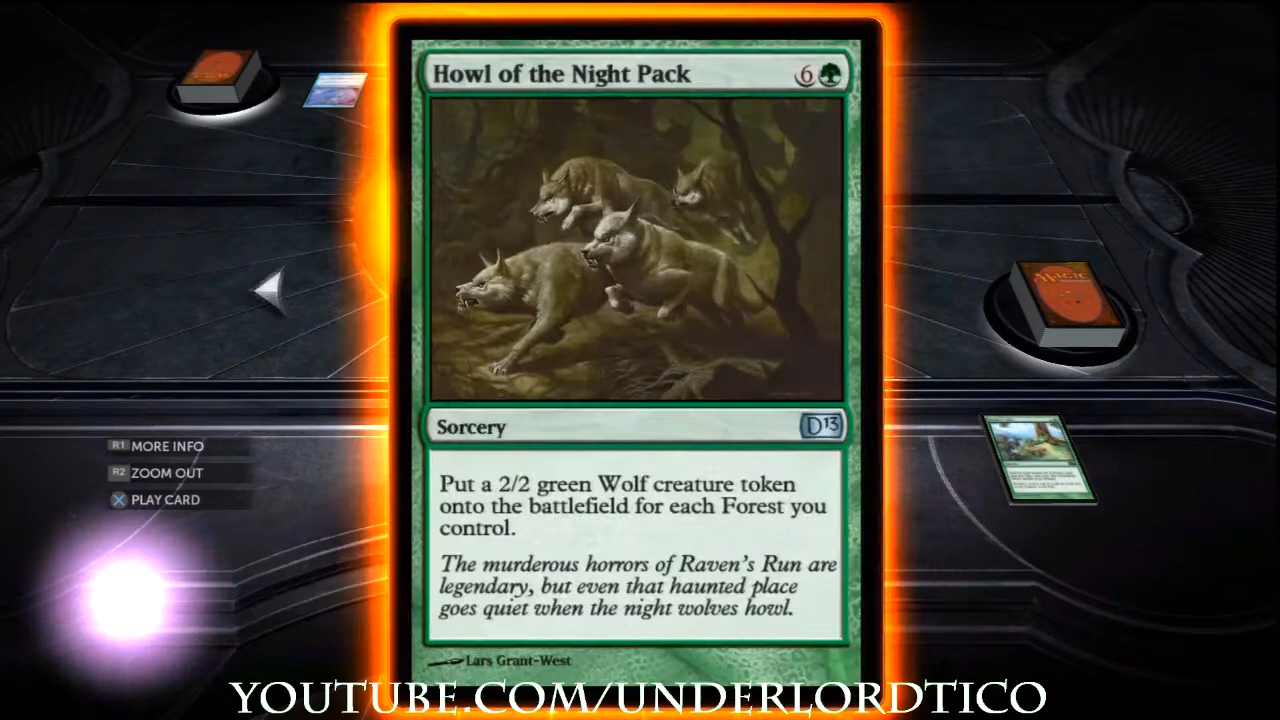 Howl of the Night Pack 6
Sorcery D13
Put a 2/2 green Wolf creature token
onto the battlefield for each Forest you
control.
The murderous horrors of Raven's Run are
legendary, but even that haunted place
goes quiet when the night wolves howl.
Lars Grant-West
MAGIC
R1 MORE INFO
R2 ZOOM OUT
PLAY CARD
YOUTUBE.COM/UNDERLORDTICO